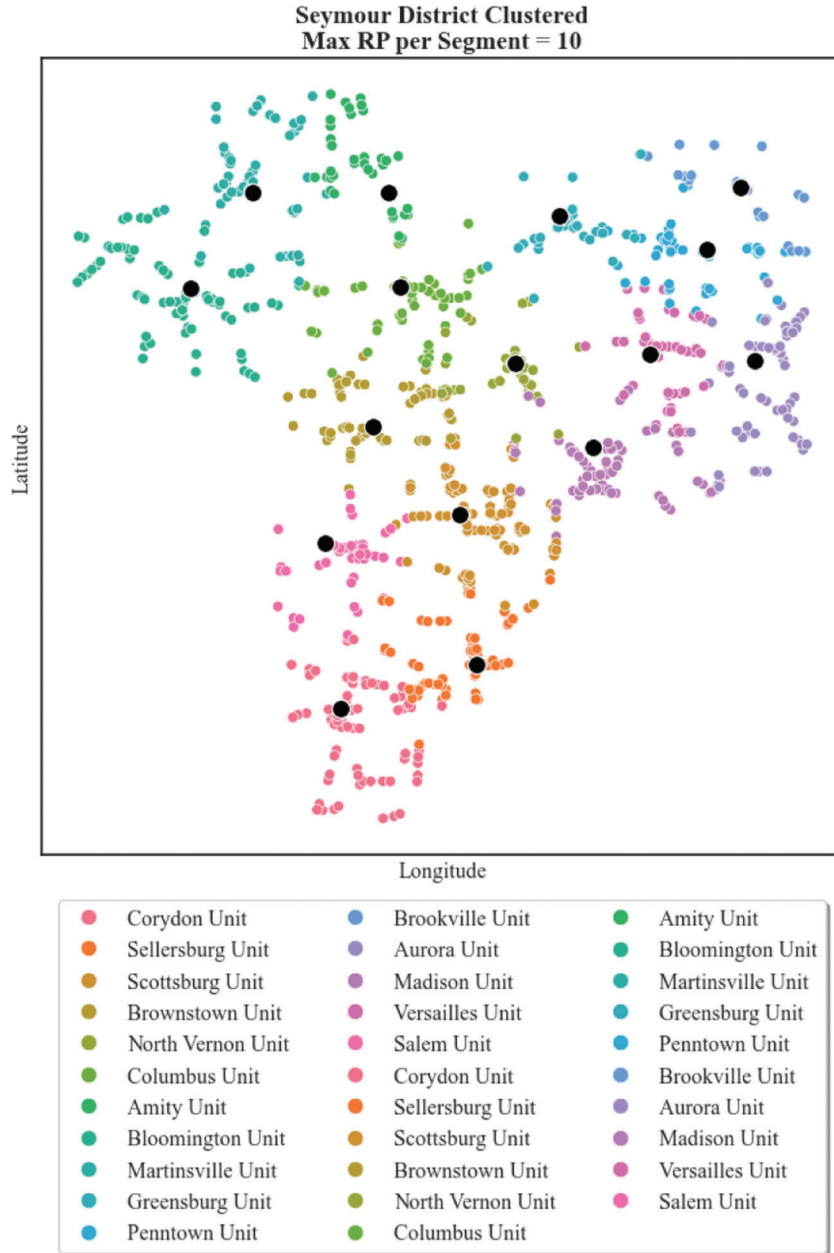 Seymour District Clustered
Max RP per Segment = 10
Latitude
Longitude
Corydon Unit
Sellersburg Unit
Scottsburg Unit
Brownstown Unit
North Vernon Unit
Columbus Unit
Amity Unit
Bloomington Unit
Martinsville Unit
Greensburg Unit
Penntown Unit
Brookville Unit
Aurora Unit
Madison Unit
Versailles Unit
Salem Unit
Corydon Unit
Sellersburg Unit
Scottsburg Unit
Brownstown Unit
North Vernon Unit
Columbus Unit
Amity Unit
Bloomington Unit
Martinsville Unit
Greensburg Unit
Penntown Unit
Brookville Unit
Aurora Unit
Madison Unit
Versailles Unit
Salem Unit